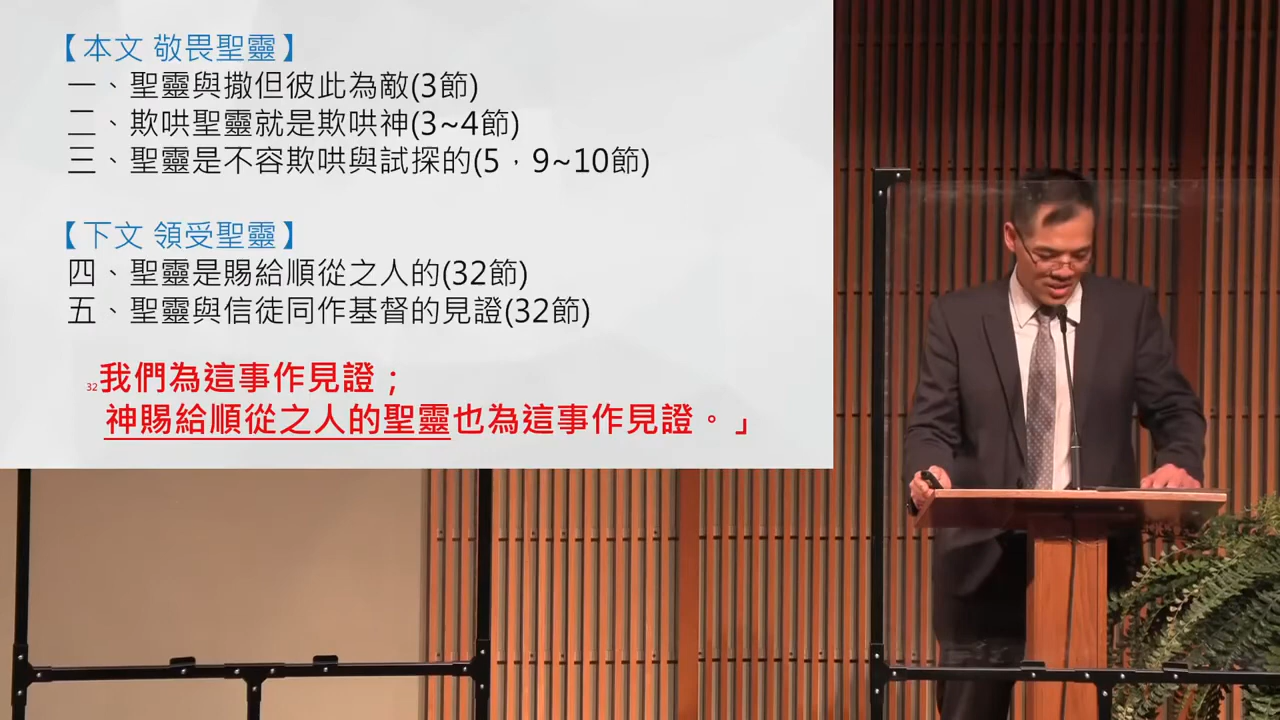 【本文 敬畏聖靈】
一、聖靈與撒但彼此為敵(3節)
二、欺哄聖靈就是欺哄神(3~4節)
三、聖靈是不容欺哄與試探的(5，9~10節)
【下文 領受聖靈】
四、聖靈是賜給順從之人的(32節)
五、聖靈與信徒同作基督的見證(32節)
32我們為這事作見證；
神賜給順從之人的聖靈也為這事作見證。」